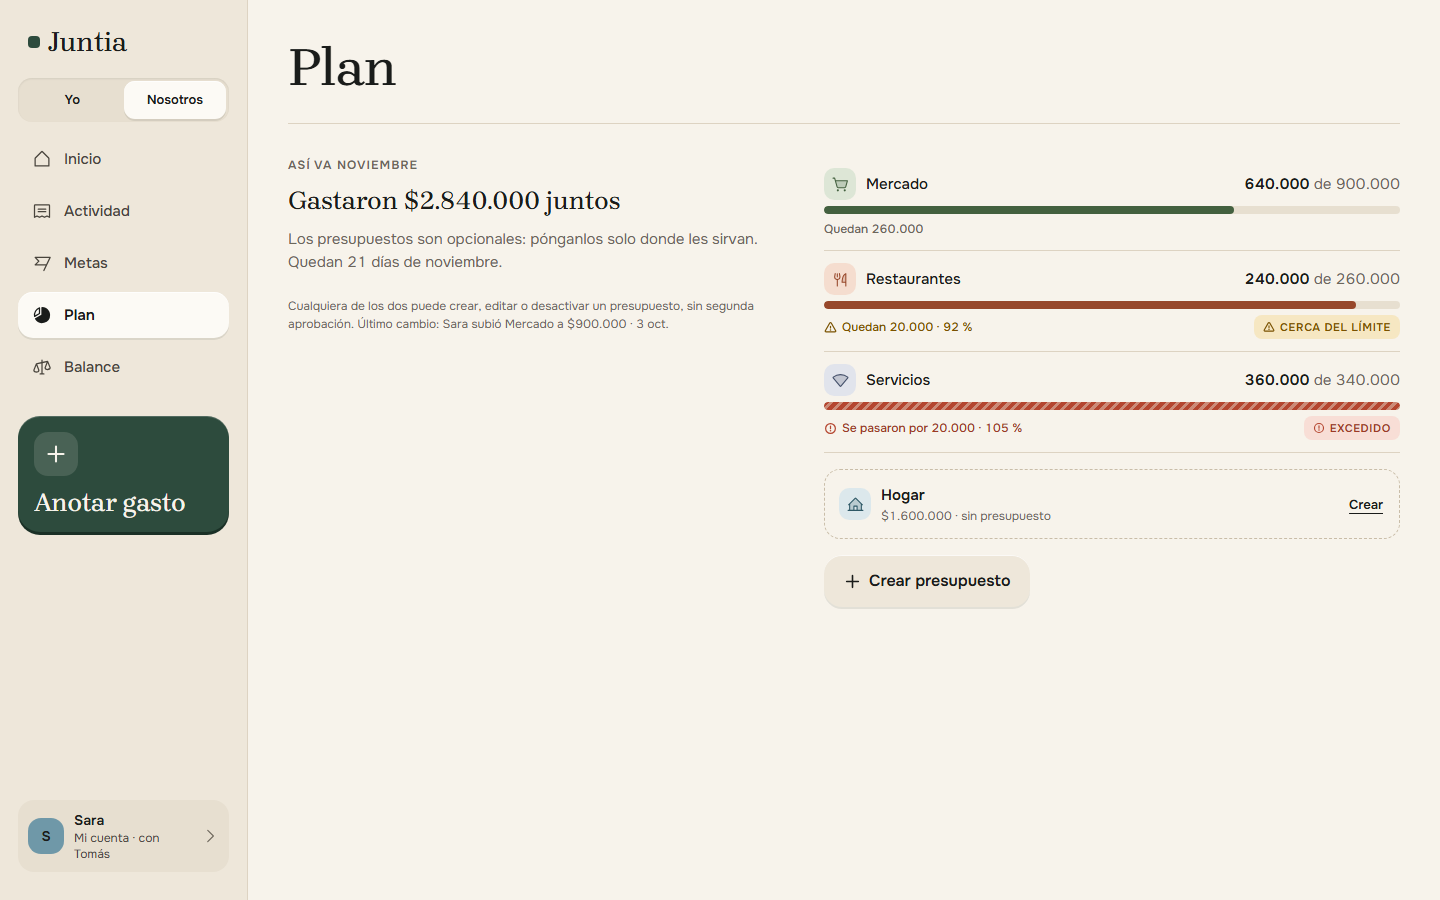 Juntia
Yo
Nosotros
Inicio
Actividad
Metas
Plan
Balance
Anotar gasto
S
Sara
Mi cuenta · con
Tomás
Plan
ASÍ VA NOVIEMBRE
Gastaron $2.840.000 juntos
Los presupuestos son opcionales: pónganlos solo donde les sirvan.
Quedan 21 días de noviembre.
Cualquiera de los dos puede crear, editar o desactivar un presupuesto, sin segunda
aprobación. Último cambio: Sara subió Mercado a $900.000 · 3 oct.
Mercado
640.000 de 900.000
Quedan 260.000
Restaurantes
240.000 de 260.000
Quedan 20.000 · 92 %
CERCA DEL LÍMITE
Servicios
360.000 de 340.000
Se pasaron por 20.000 · 105 %
EXCEDIDO
Hogar
$1.600.000 · sin presupuesto
Crear
Crear presupuesto